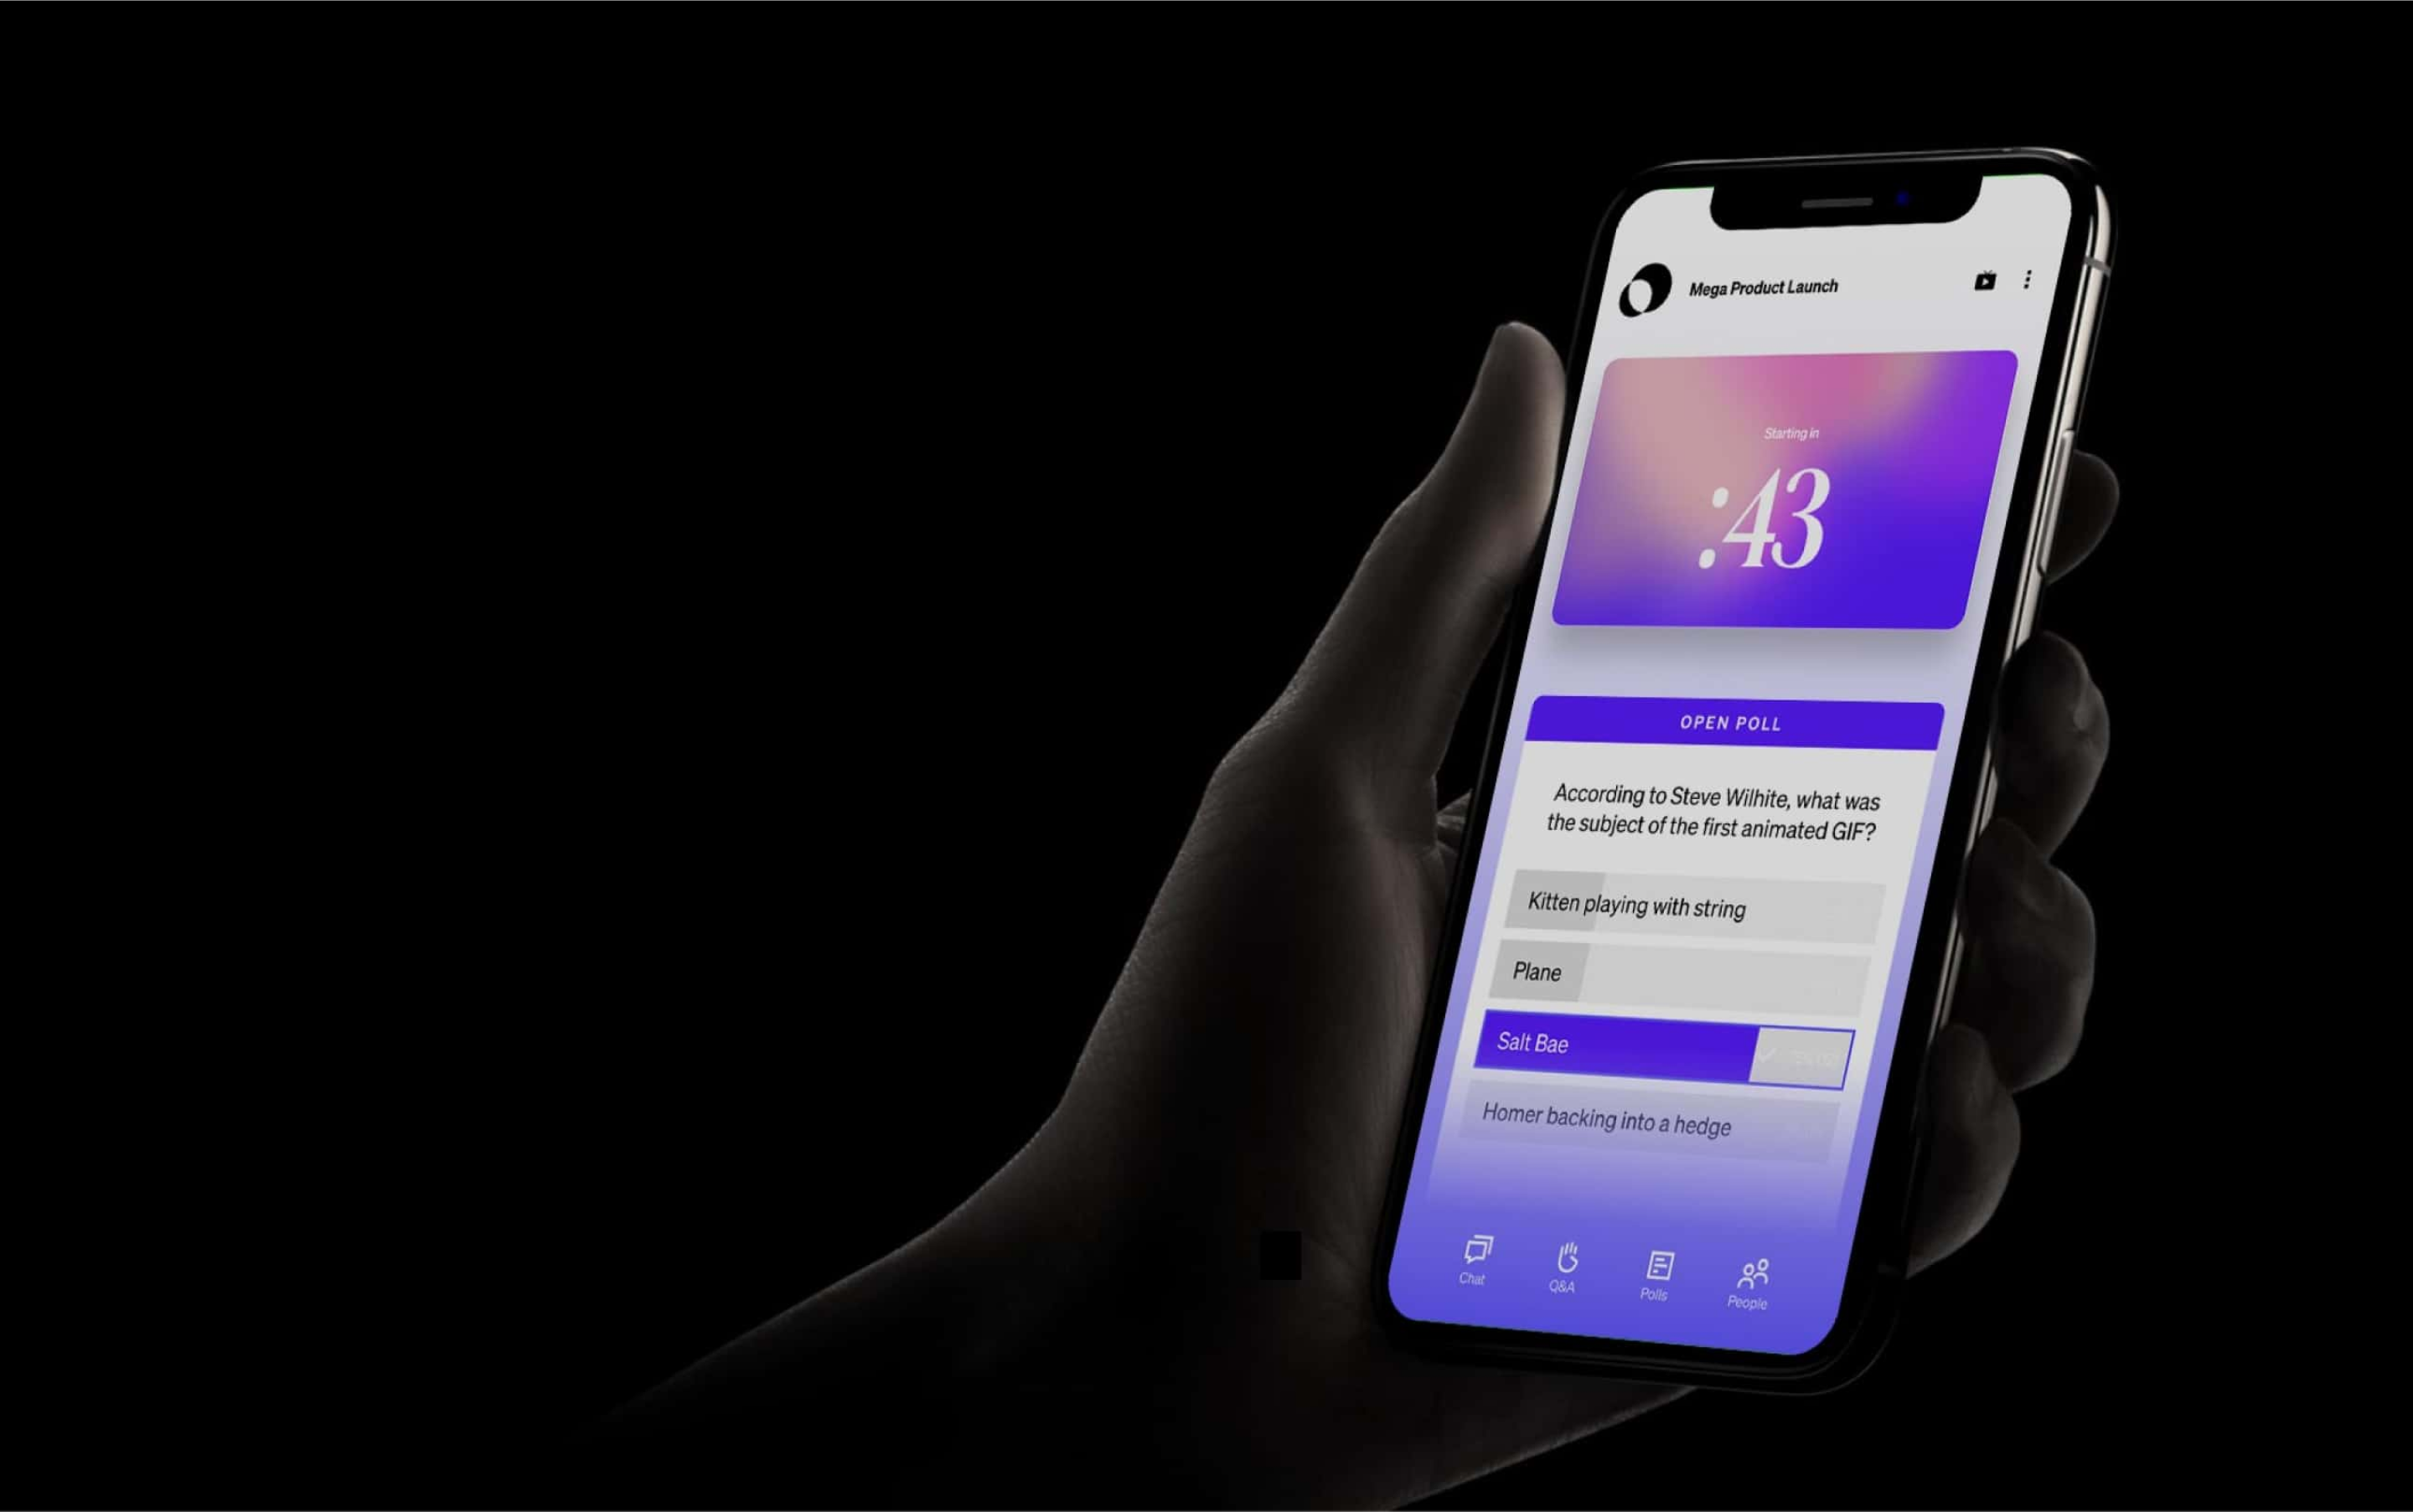 Mega Product Launch
Starting in
:43
OPEN POLL
According to Steve Wilhite, what was
the subject of the first animated GIF?
Kitten playing with string
Plane
Salt Bae
Homer backing into a hedge
Chat
Q&A
Polls
People